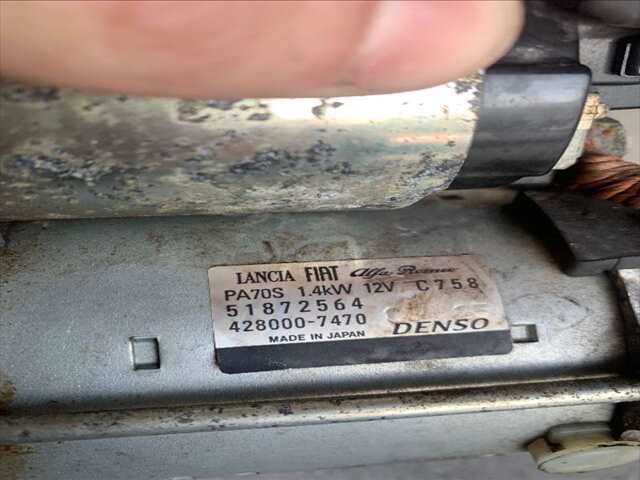 LANCIA FIAT Alfa Romeo
PA70S 1.4kW 12V C758
51872564
428000-7470 DENSO
MADE IN JAPAN